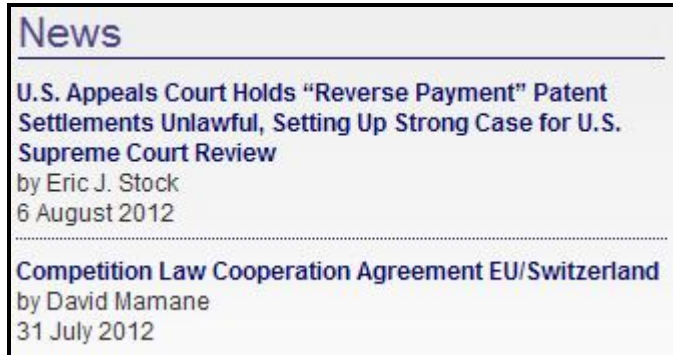 News
U.S. Appeals Court Holds “Reverse Payment” Patent
Settlements Unlawful, Setting Up Strong Case for U.S.
Supreme Court Review
by Eric J. Stock
6 August 2012
Competition Law Cooperation Agreement EU/Switzerland
by David Mamane
31 July 2012